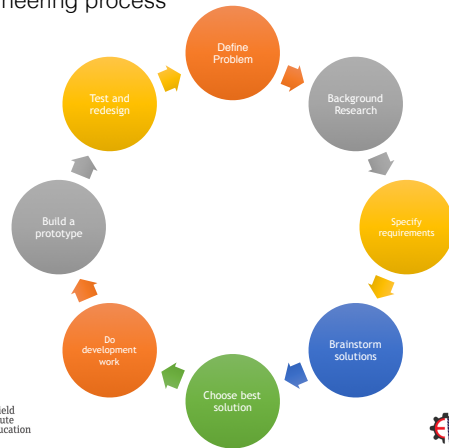 neering process
Define
Problem
Background
Research
Specify
requirements
Brainstorm
solutions
Choose best
solution
Do
development
work
Build a
prototype
Test and
redesign
ield
ute
ucation